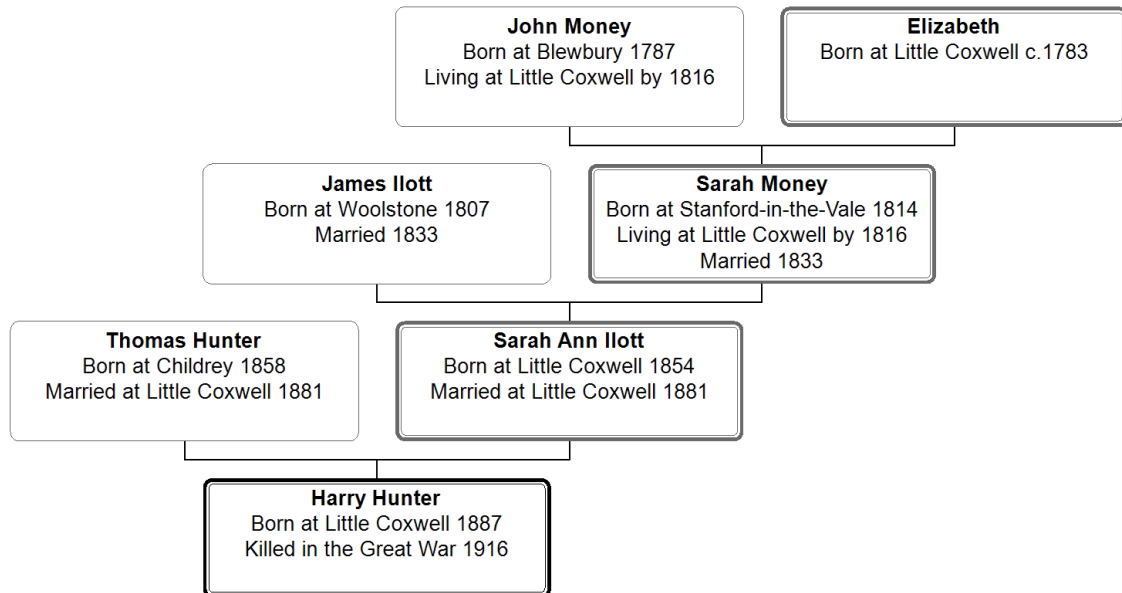 John Money
Born at Blewbury 1787
Living at Little Coxwell by 1816
Elizabeth
Born at Little Coxwell c.1783
James Ilott
Born at Woolstone 1807
Married 1833
Sarah Money
Born at Stanford-in-the-Vale 1814
Living at Little Coxwell by 1816
Married 1833
Thomas Hunter
Born at Childrey 1858
Married at Little Coxwell 1881
Sarah Ann Ilott
Born at Little Coxwell 1854
Married at Little Coxwell 1881
Harry Hunter
Born at Little Coxwell 1887
Killed in the Great War 1916